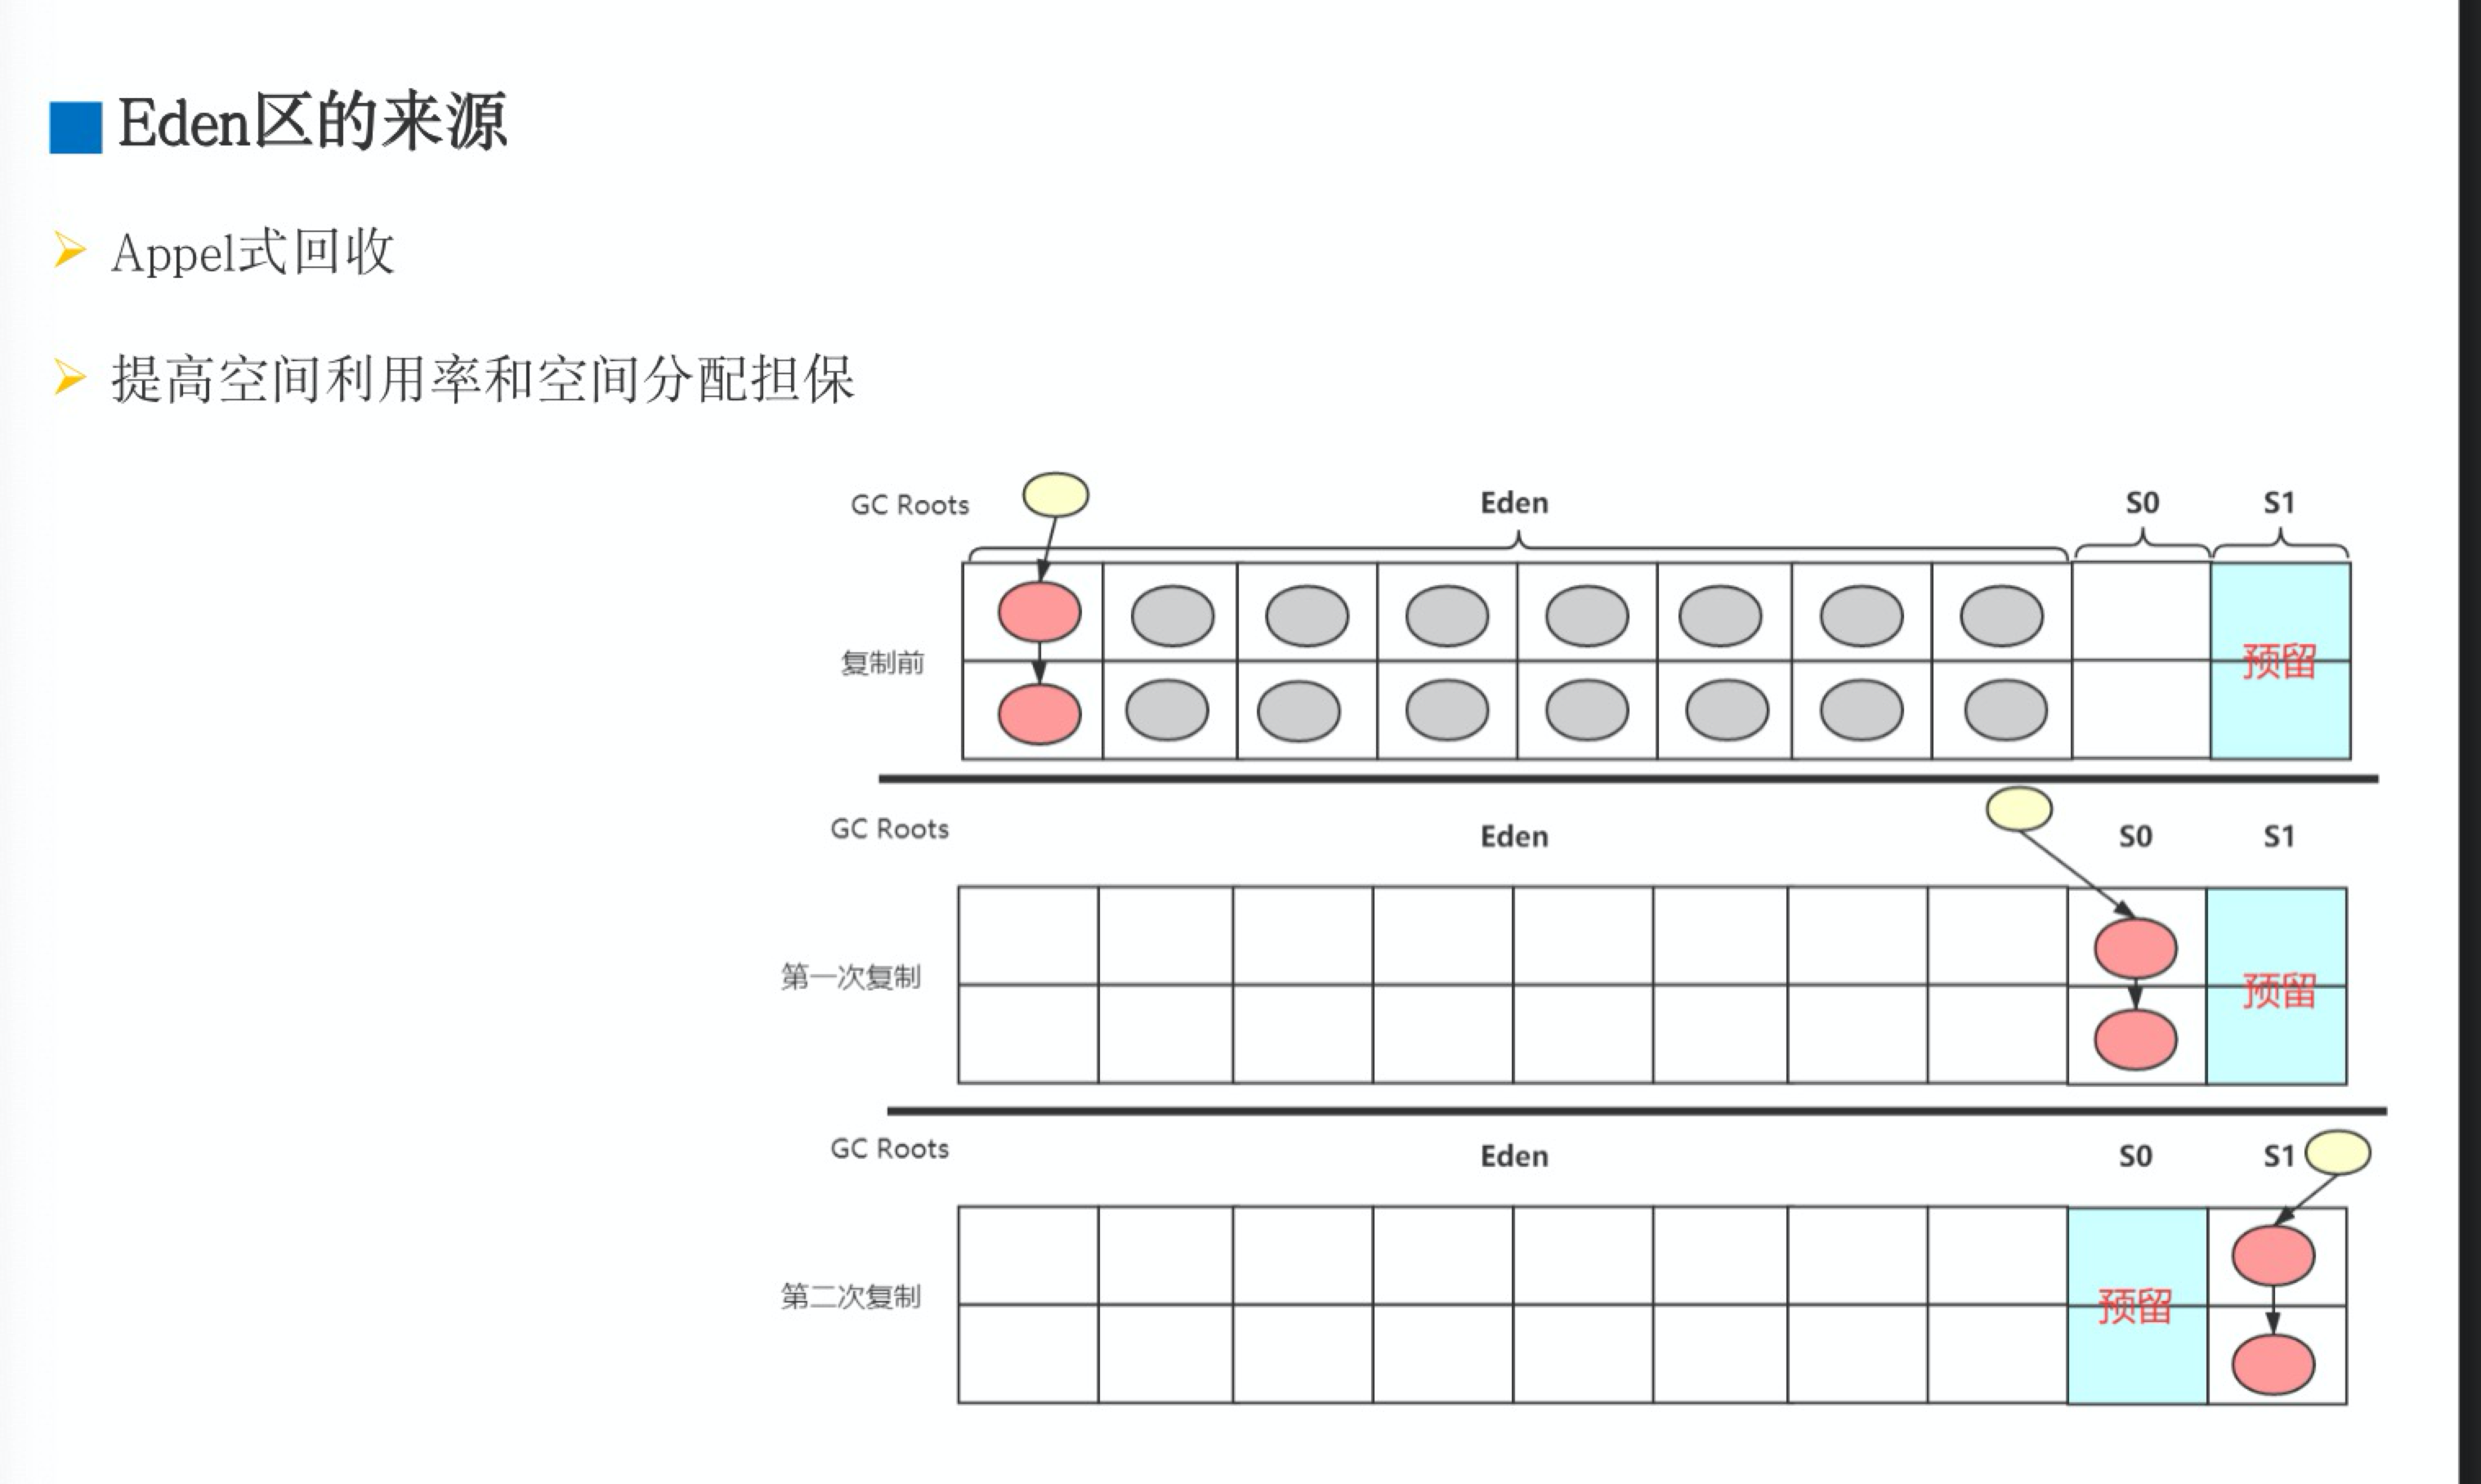 Eden区的来源
Appel式回收
提高空间利用率和空间分配担保
GC Roots
Eden
S0
S1
复制前
预留
GC Roots
Eden
S0
S1
第一次复制
预留
GC Roots
Eden
S0
S1
第二次复制
预留